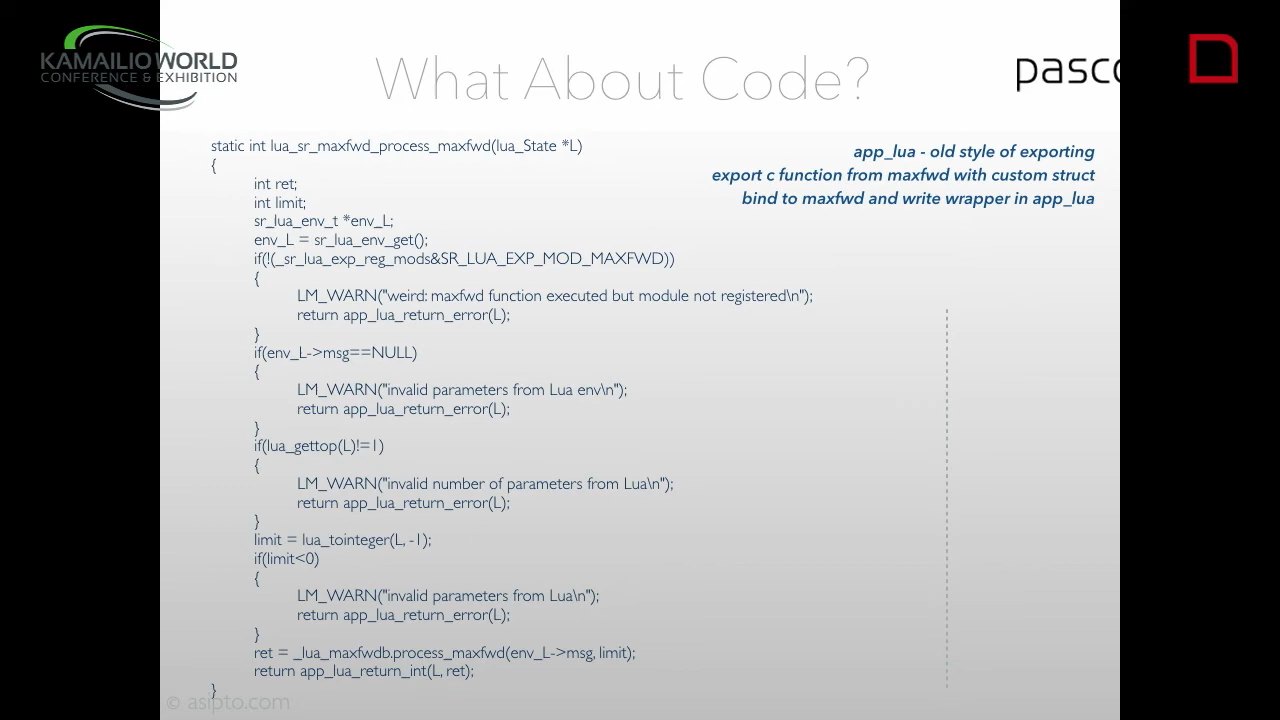 KAMAILIO WORLD
CONFERENCE & EXHIBITION
What About Code?
static int lua_sr_maxfwd_process_maxfwd(lua_State *L)
{
int ret;
int limit;
sr_lua_env_t *env_L;
env_L = sr_lua_env_get();
if(!(_sr_lua_exp_reg_mods&SR_LUA_EXP_MOD_MAXFWD))
{
LM_WARN("weird: maxfwd function executed but module not registered\n");
return app_lua_return_error(L);
}
if(env_L->msg==NULL)
{
LM_WARN("invalid parameters from Lua env\n");
return app_lua_return_error(L);
}
if(lua_gettop(L)!=1)
{
LM_WARN("invalid number of parameters from Lua\n");
return app_lua_return_error(L);
}
limit = lua_tointeger(L, -1);
if(limit<0)
{
LM_WARN("invalid parameters from Lua\n");
return app_lua_return_error(L);
}
ret = _lua_maxfwdb.process_maxfwd(env_L->msg, limit);
return app_lua_return_int(L, ret);
}
app_lua - old style of exporting
export c function from maxfwd with custom struct
bind to maxfwd and write wrapper in app_lua
© asipto.com